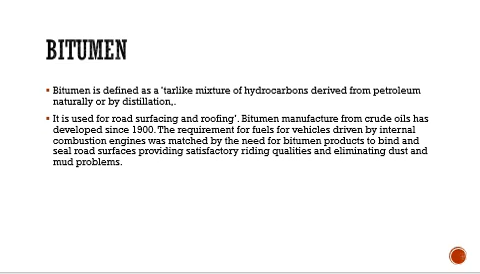 BITUMEN
Bitumen is defined as a 'tarlike mixture of hydrocarbons derived from petroleum
naturally or by distillation,.
It is used for road surfacing and roofing'. Bitumen manufacture from crude oils has
developed since 1900. The requirement for fuels for vehicles driven by internal
combustion engines was matched by the need for bitumen products to bind and
seal road surfaces providing satisfactory riding qualities and eliminating dust and
mud problems.